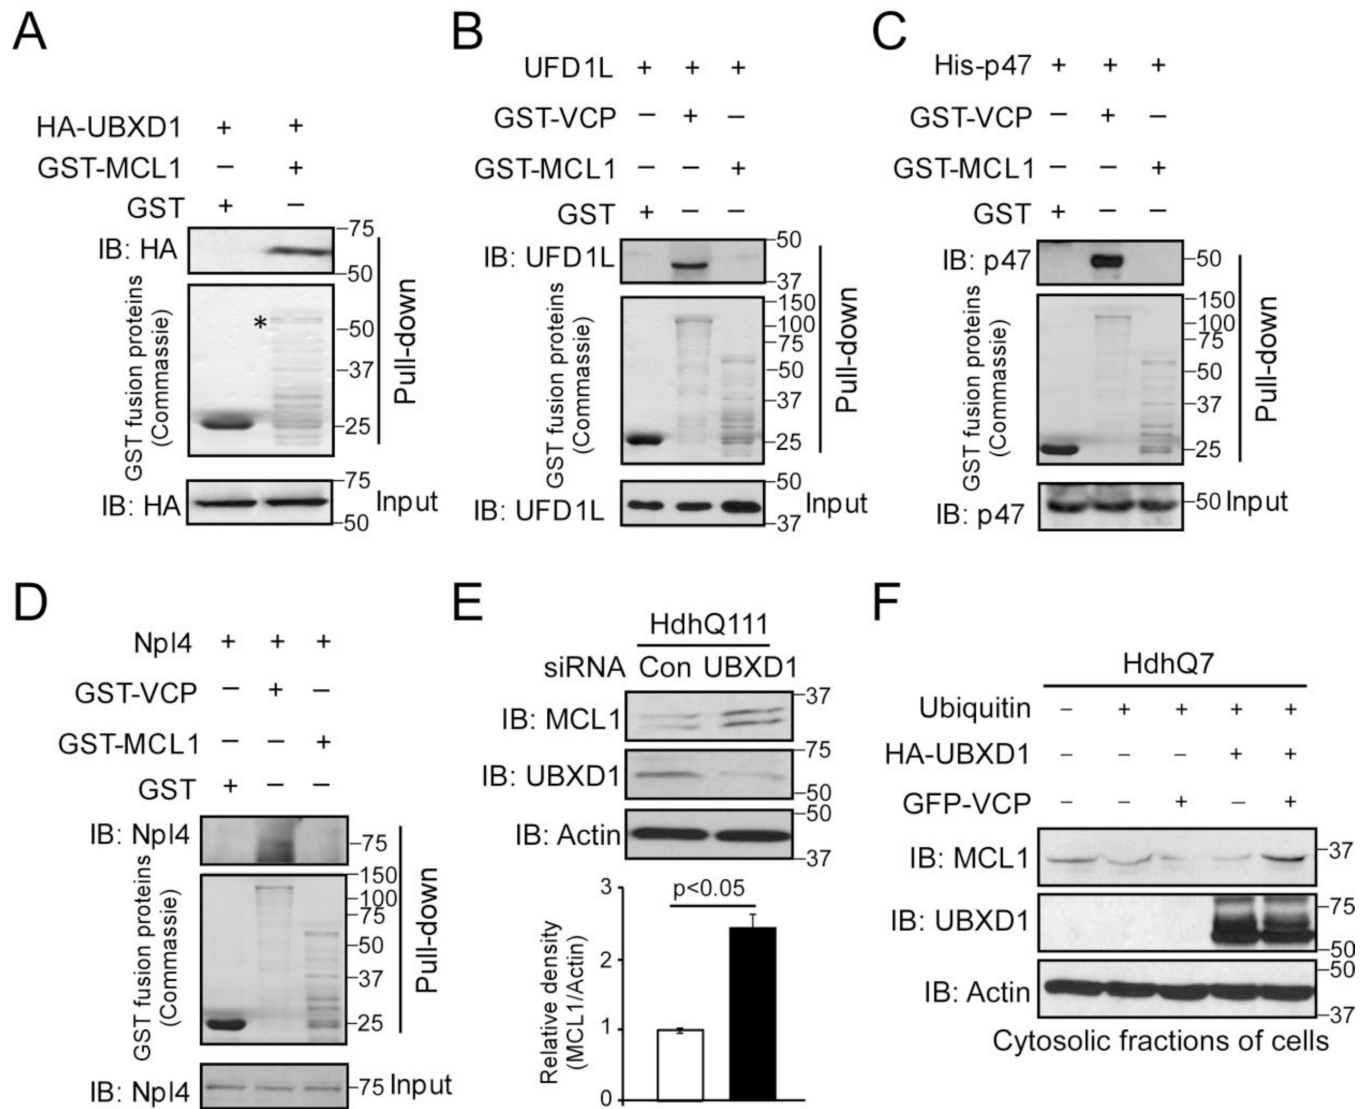 A
HA-UBXD1 + +
GST-MCL1 – +
GST + –
IB: HA
75
50
GST fusion proteins
(Commassie)
*
50
37
25
Pull-down
IB: HA
75
50
Input
B
UFD1L + + +
GST-VCP – + –
GST-MCL1 – – +
GST + – –
IB: UFD1L
50
37
GST fusion proteins
(Commassie)
150
100
75
50
37
25
Pull-down
IB: UFD1L
50
37
Input
C
His-p47 + + +
GST-VCP – + –
GST-MCL1 – – +
GST + – –
IB: p47
50
GST fusion proteins
(Commassie)
150
100
75
50
37
25
Pull-down
IB: p47
50 Input
D
Npl4 + + +
GST-VCP – + –
GST-MCL1 – – +
GST + – –
IB: Npl4
75
GST fusion proteins
(Commassie)
150
100
75
50
37
25
Pull-down
IB: Npl4
75 Input
E
HdhQ111
siRNA Con UBXD1
IB: MCL1
37
IB: UBXD1
75
50
IB: Actin
50
37
Relative density
(MCL1/Actin)
3
2
1
0
p<0.05
F
HdhQ7
Ubiquitin – + + + +
HA-UBXD1 – – – + +
GFP-VCP – – + – +
IB: MCL1
37
IB: UBXD1
75
50
IB: Actin
50
37
Cytosolic fractions of cells